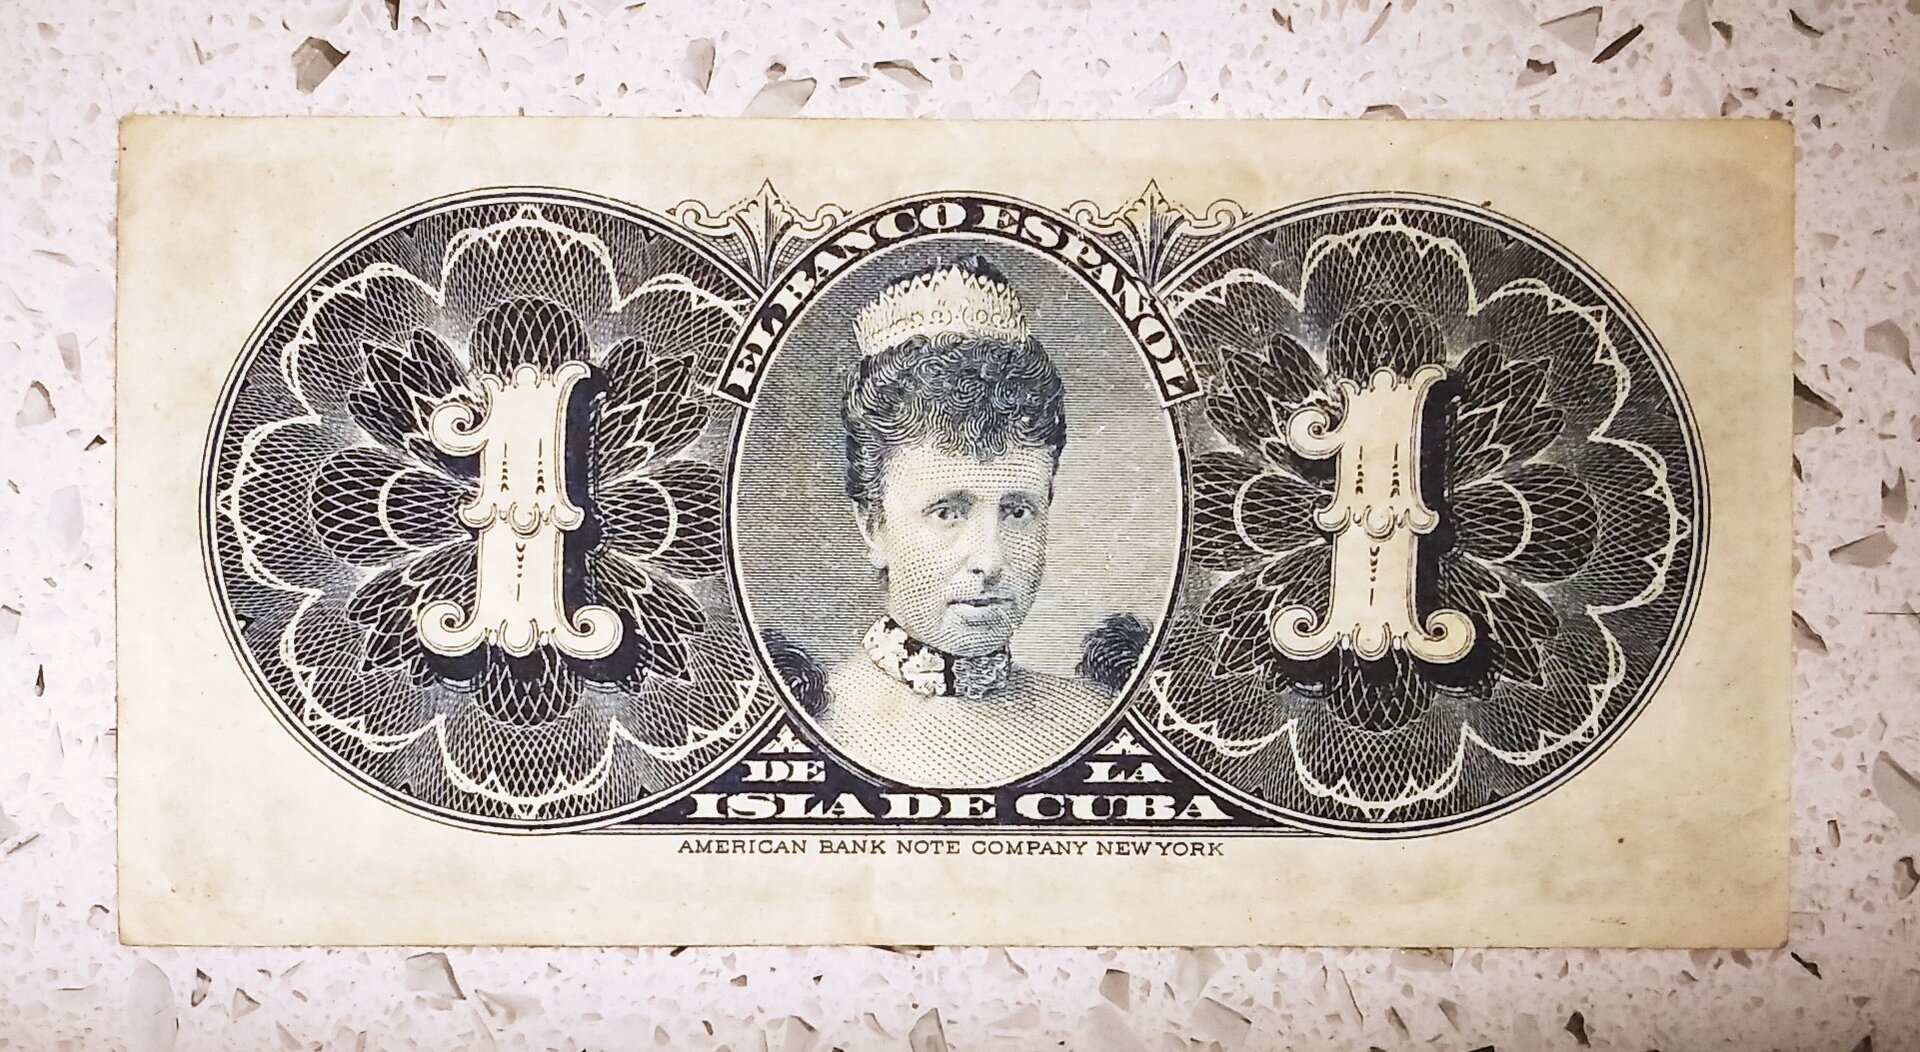 EL BANCO ESPAÑOL
1 1
DE LA
ISLA DE CUBA
AMERICAN BANK NOTE COMPANY NEW YORK